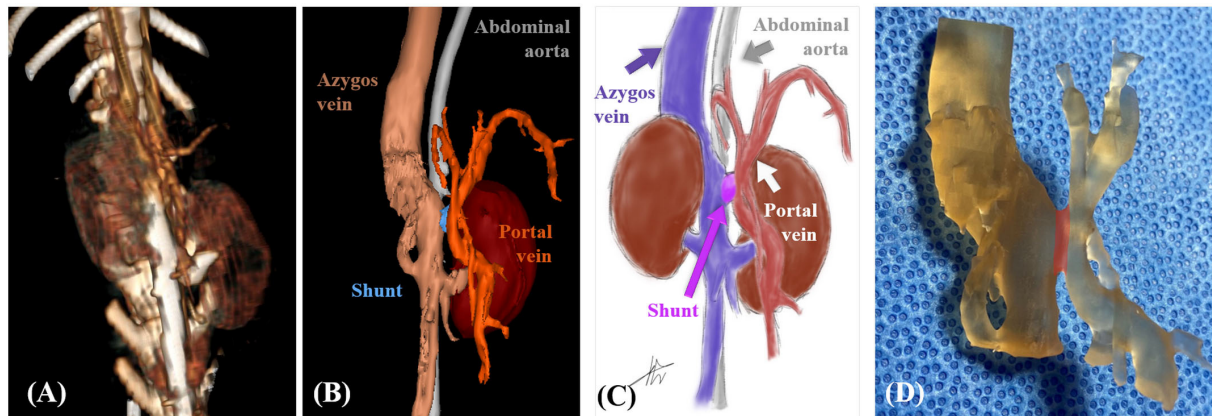 (A)
Abdominal
aorta
Azygos
vein
Portal
vein
Shunt
(B)
Abdominal
aorta
Azygos
vein
Portal
vein
Shunt
(C)
(D)